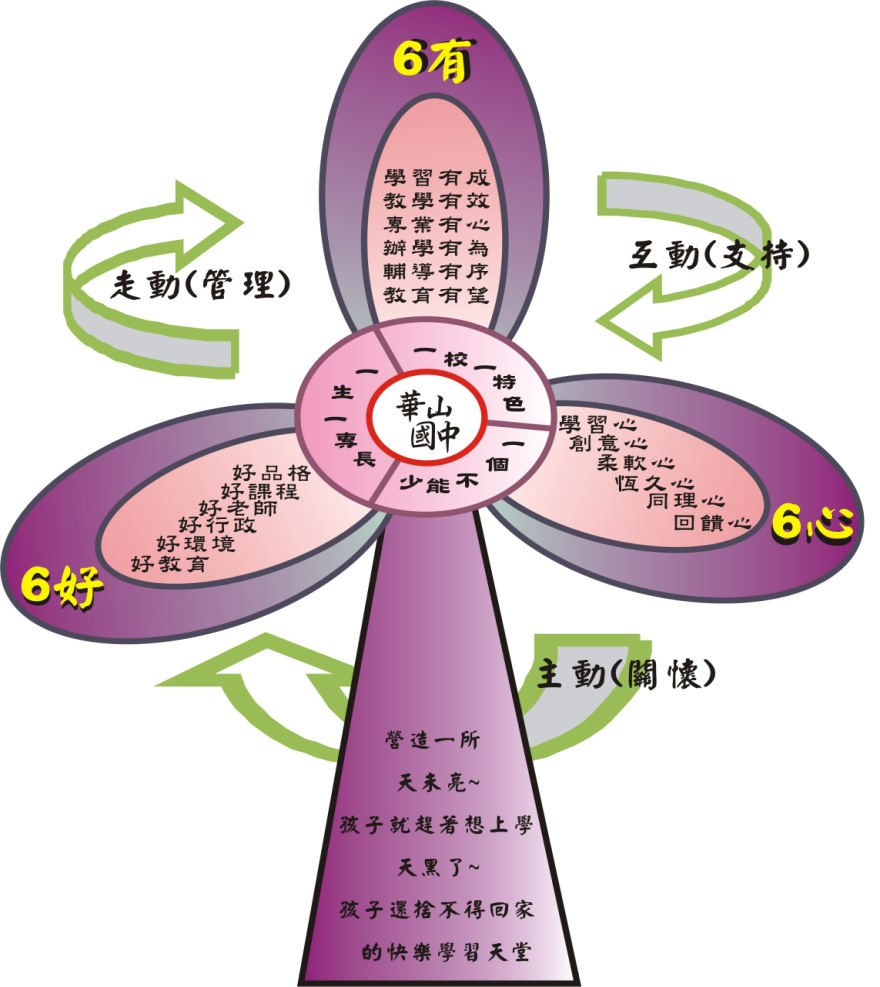 6有
學習有成
教學有效
專業有心
辦學有為
輔導有序
教育有望
走動(管理)
互動(支持)
一校一特色
一生一專長
一個不能少
華山
國中
6好
好品格
好課程
好老師
好行政
好環境
好教育
6心
學習心
創意心
柔軟心
恆久心
同理心
回饋心
主動(關懷)
營造一所
天未亮~
孩子就趕著想上學
天黑了~
孩子還捨不得回家
的快樂學習天堂